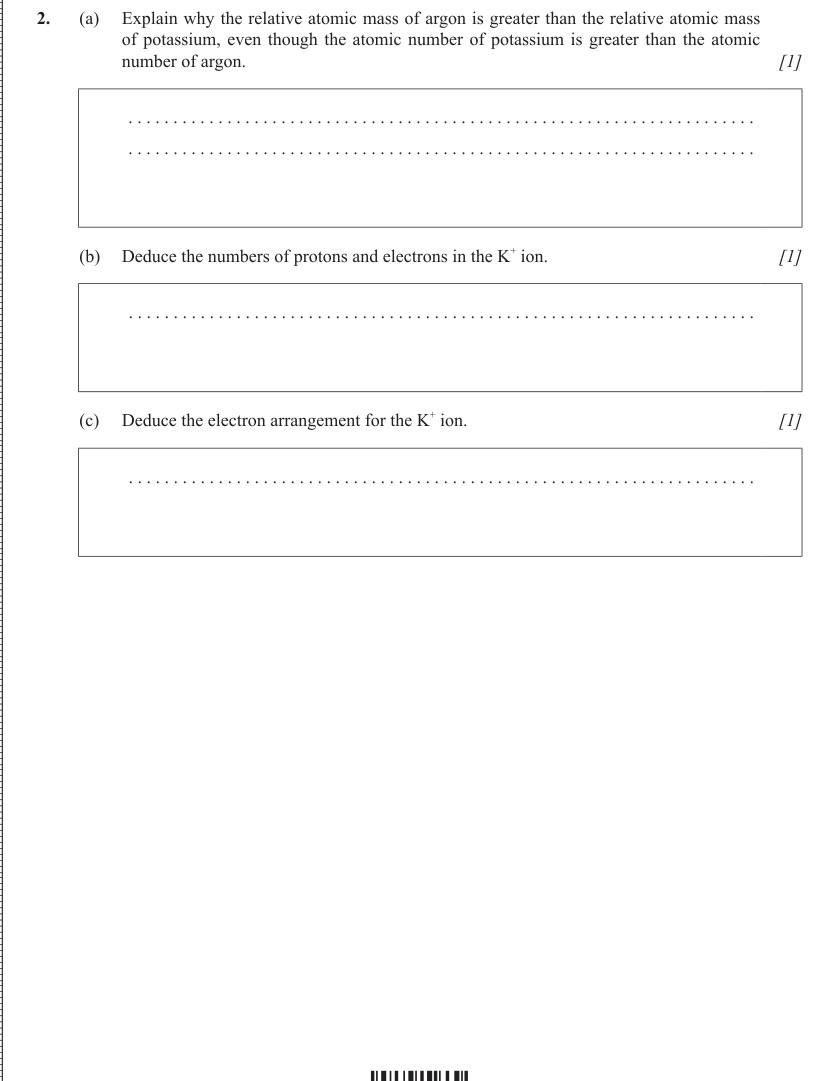 2. (a) Explain why the relative atomic mass of argon is greater than the relative atomic mass
of potassium, even though the atomic number of potassium is greater than the atomic
number of argon. [1]
. . . . . . . . . . . . . . . . . . . . . . . . . . . . . . . . . . . . . . . . . . . . . . . . . . . . . . . . . . . . . . . . . . . . . .
. . . . . . . . . . . . . . . . . . . . . . . . . . . . . . . . . . . . . . . . . . . . . . . . . . . . . . . . . . . . . . . . . . . . . .
(b) Deduce the numbers of protons and electrons in the K⁺ ion. [1]
. . . . . . . . . . . . . . . . . . . . . . . . . . . . . . . . . . . . . . . . . . . . . . . . . . . . . . . . . . . . . . . . . . . . . .
(c) Deduce the electron arrangement for the K⁺ ion. [1]
. . . . . . . . . . . . . . . . . . . . . . . . . . . . . . . . . . . . . . . . . . . . . . . . . . . . . . . . . . . . . . . . . . . . . .